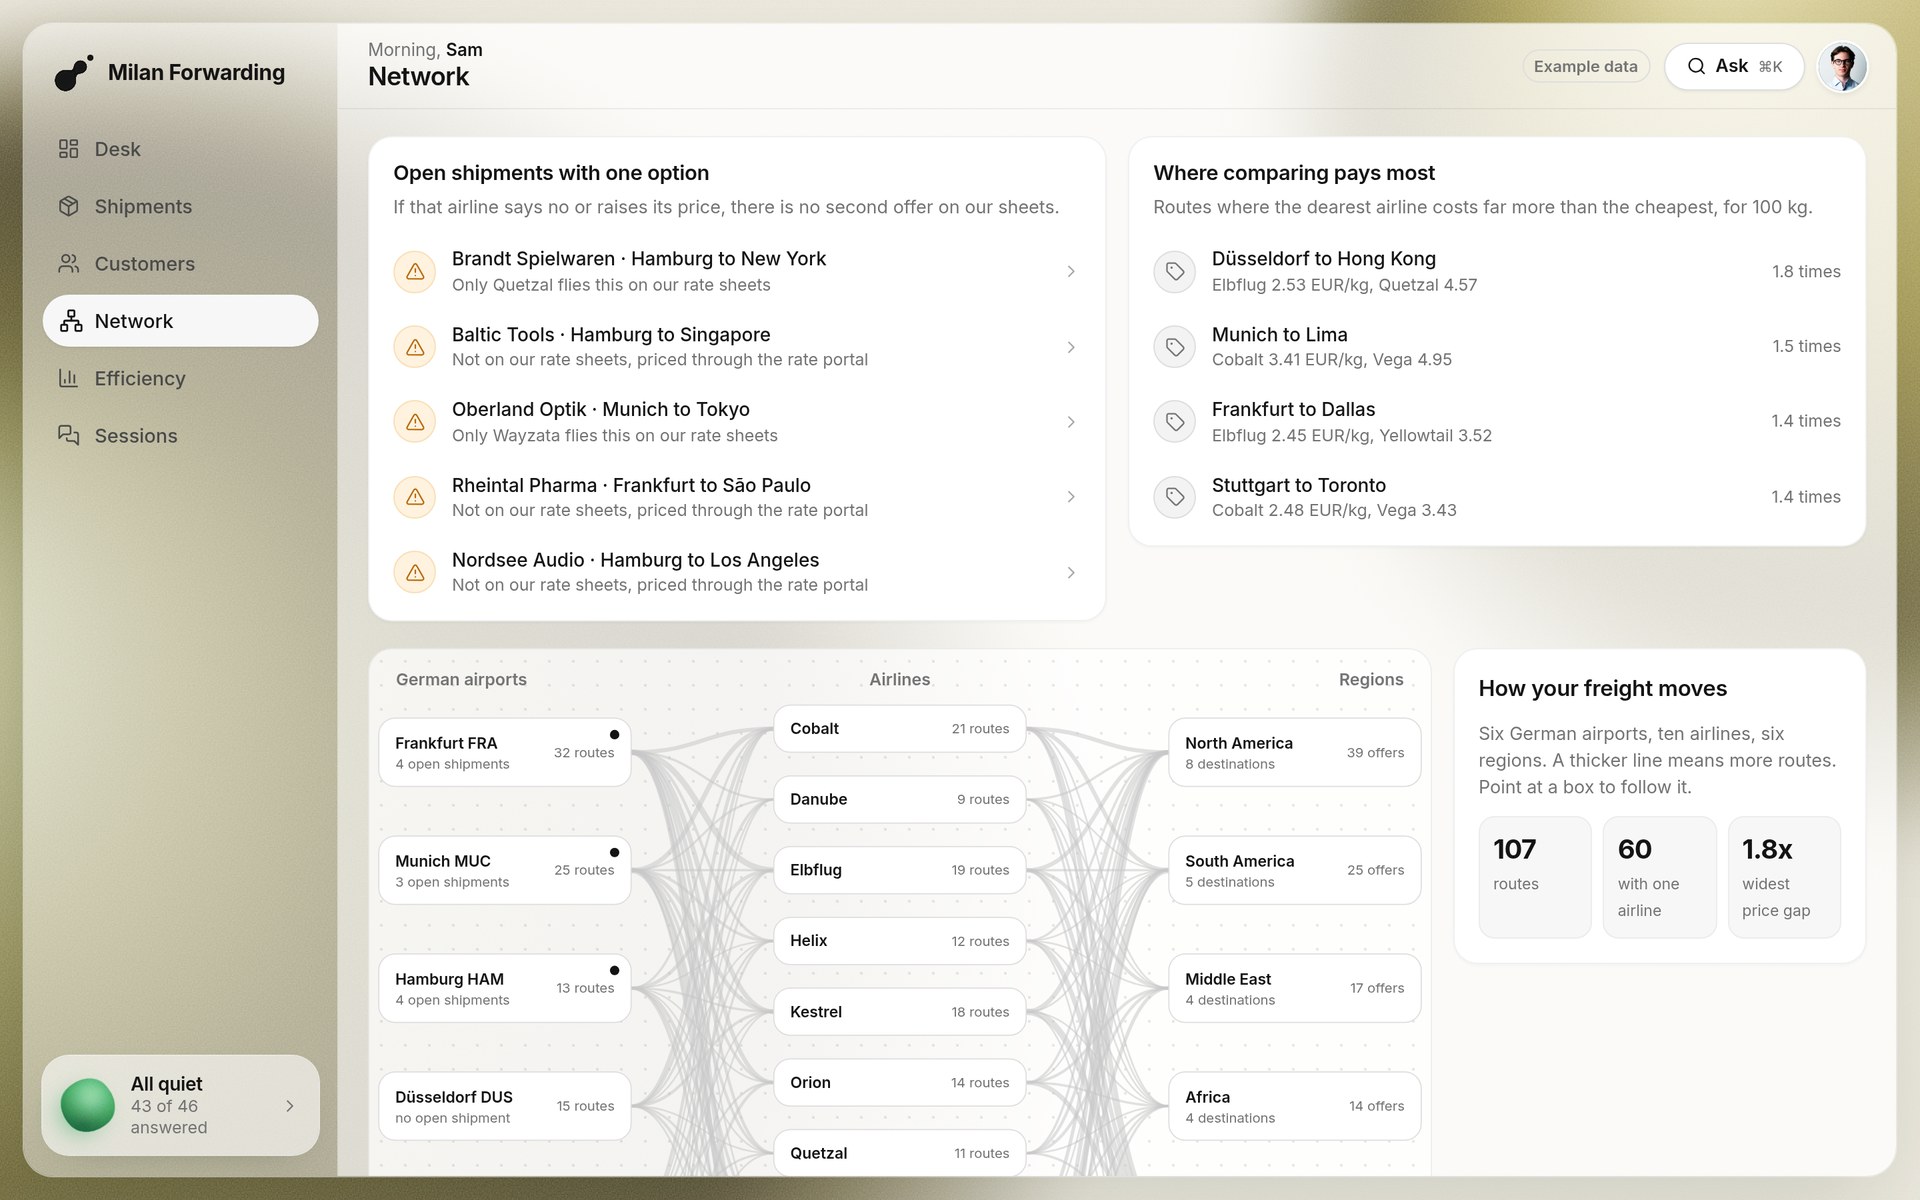 Milan Forwarding
Desk
Shipments
Customers
Network
Efficiency
Sessions
All quiet
43 of 46
answered
Morning, Sam
Network
Example data
Ask ⌘K
Open shipments with one option
If that airline says no or raises its price, there is no second offer on our sheets.
Brandt Spielwaren · Hamburg to New York
Only Quetzal flies this on our rate sheets
Baltic Tools · Hamburg to Singapore
Not on our rate sheets, priced through the rate portal
Oberland Optik · Munich to Tokyo
Only Wayzata flies this on our rate sheets
Rheintal Pharma · Frankfurt to São Paulo
Not on our rate sheets, priced through the rate portal
Nordsee Audio · Hamburg to Los Angeles
Not on our rate sheets, priced through the rate portal
Where comparing pays most
Routes where the dearest airline costs far more than the cheapest, for 100 kg.
Düsseldorf to Hong Kong
Elbflug 2.53 EUR/kg, Quetzal 4.57
1.8 times
Munich to Lima
Cobalt 3.41 EUR/kg, Vega 4.95
1.5 times
Frankfurt to Dallas
Elbflug 2.45 EUR/kg, Yellowtail 3.52
1.4 times
Stuttgart to Toronto
Cobalt 2.48 EUR/kg, Vega 3.43
1.4 times
German airports
Frankfurt FRA
4 open shipments
32 routes
Munich MUC
3 open shipments
25 routes
Hamburg HAM
4 open shipments
13 routes
Düsseldorf DUS
no open shipment
15 routes
Airlines
Cobalt 21 routes
Danube 9 routes
Elbflug 19 routes
Helix 12 routes
Kestrel 18 routes
Orion 14 routes
Quetzal 11 routes
Regions
North America
8 destinations
39 offers
South America
5 destinations
25 offers
Middle East
4 destinations
17 offers
Africa
4 destinations
14 offers
How your freight moves
Six German airports, ten airlines, six
regions. A thicker line means more routes.
Point at a box to follow it.
107
routes
60
with one
airline
1.8x
widest
price gap